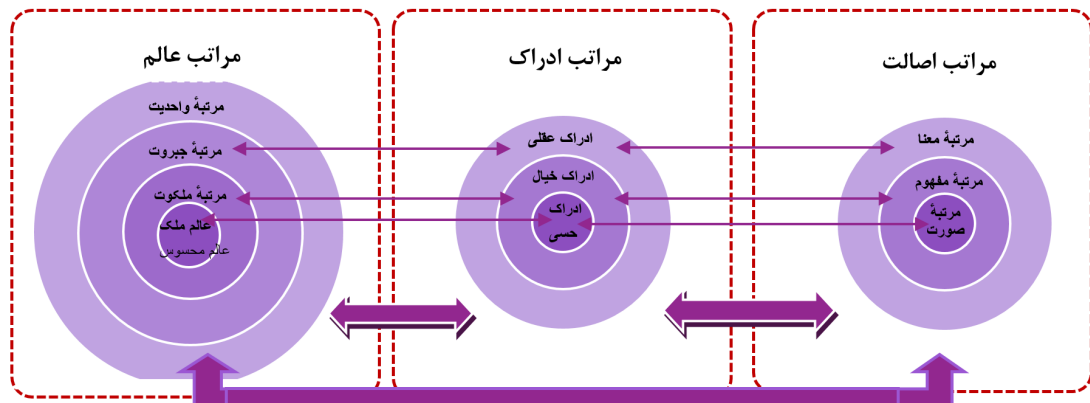 مراتب اصالت
مرتبهٔ معنا
مرتبهٔ مفهوم
مرتبهٔ
صورت
مراتب ادراک
ادراک عقلی
ادراک خیال
ادراک
حسی
مراتب عالم
مرتبهٔ واحدیت
مرتبهٔ جبروت
مرتبهٔ ملکوت
عالم ملک
عالم محسوس